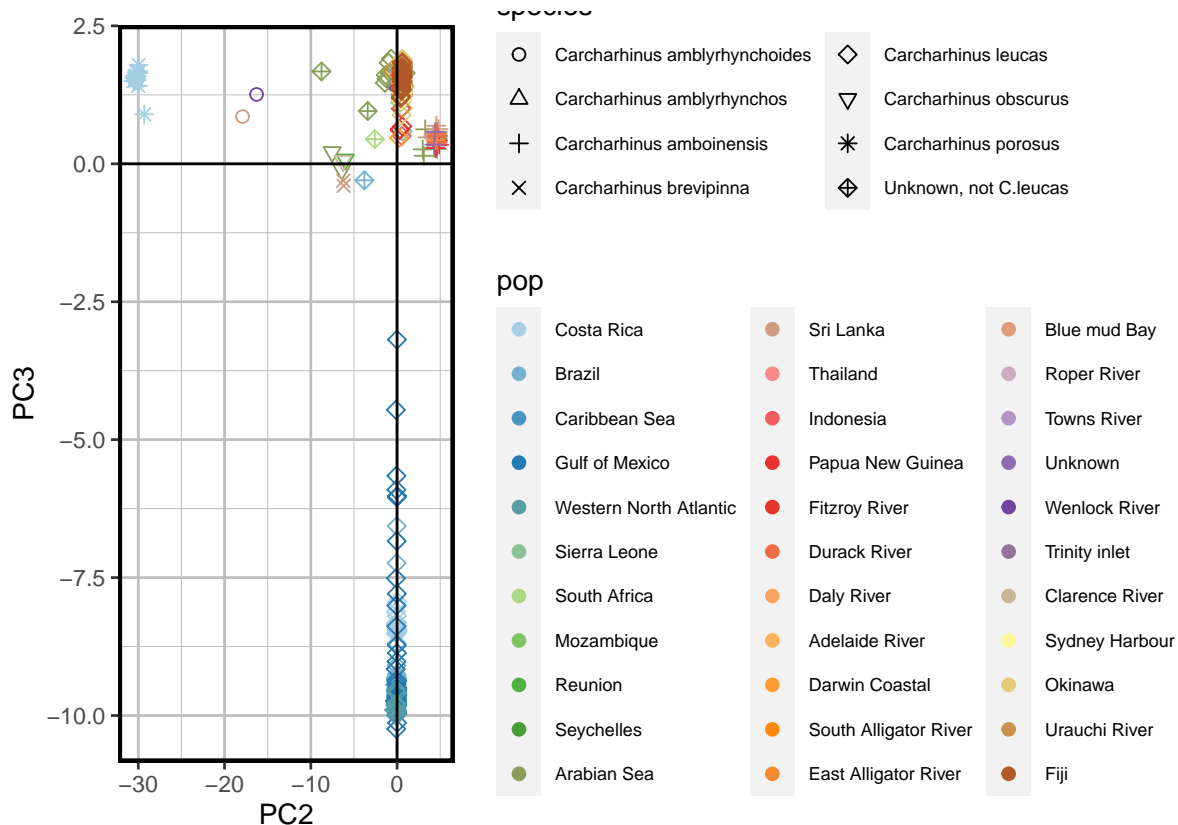 species
Carcharhinus amblyrhynchoides
Carcharhinus leucas
Carcharhinus amblyrhynchos
Carcharhinus obscurus
Carcharhinus amboinensis
Carcharhinus porosus
Carcharhinus brevipinna
Unknown, not C.leucas
2.5
0.0
−2.5
−5.0
−7.5
−10.0
PC3
−30
−20
−10
0
PC2
pop
Costa Rica
Brazil
Caribbean Sea
Gulf of Mexico
Western North Atlantic
Sierra Leone
South Africa
Mozambique
Reunion
Seychelles
Arabian Sea
Sri Lanka
Thailand
Indonesia
Papua New Guinea
Fitzroy River
Durack River
Daly River
Adelaide River
Darwin Coastal
South Alligator River
East Alligator River
Blue mud Bay
Roper River
Towns River
Unknown
Wenlock River
Trinity inlet
Clarence River
Sydney Harbour
Okinawa
Urauchi River
Fiji